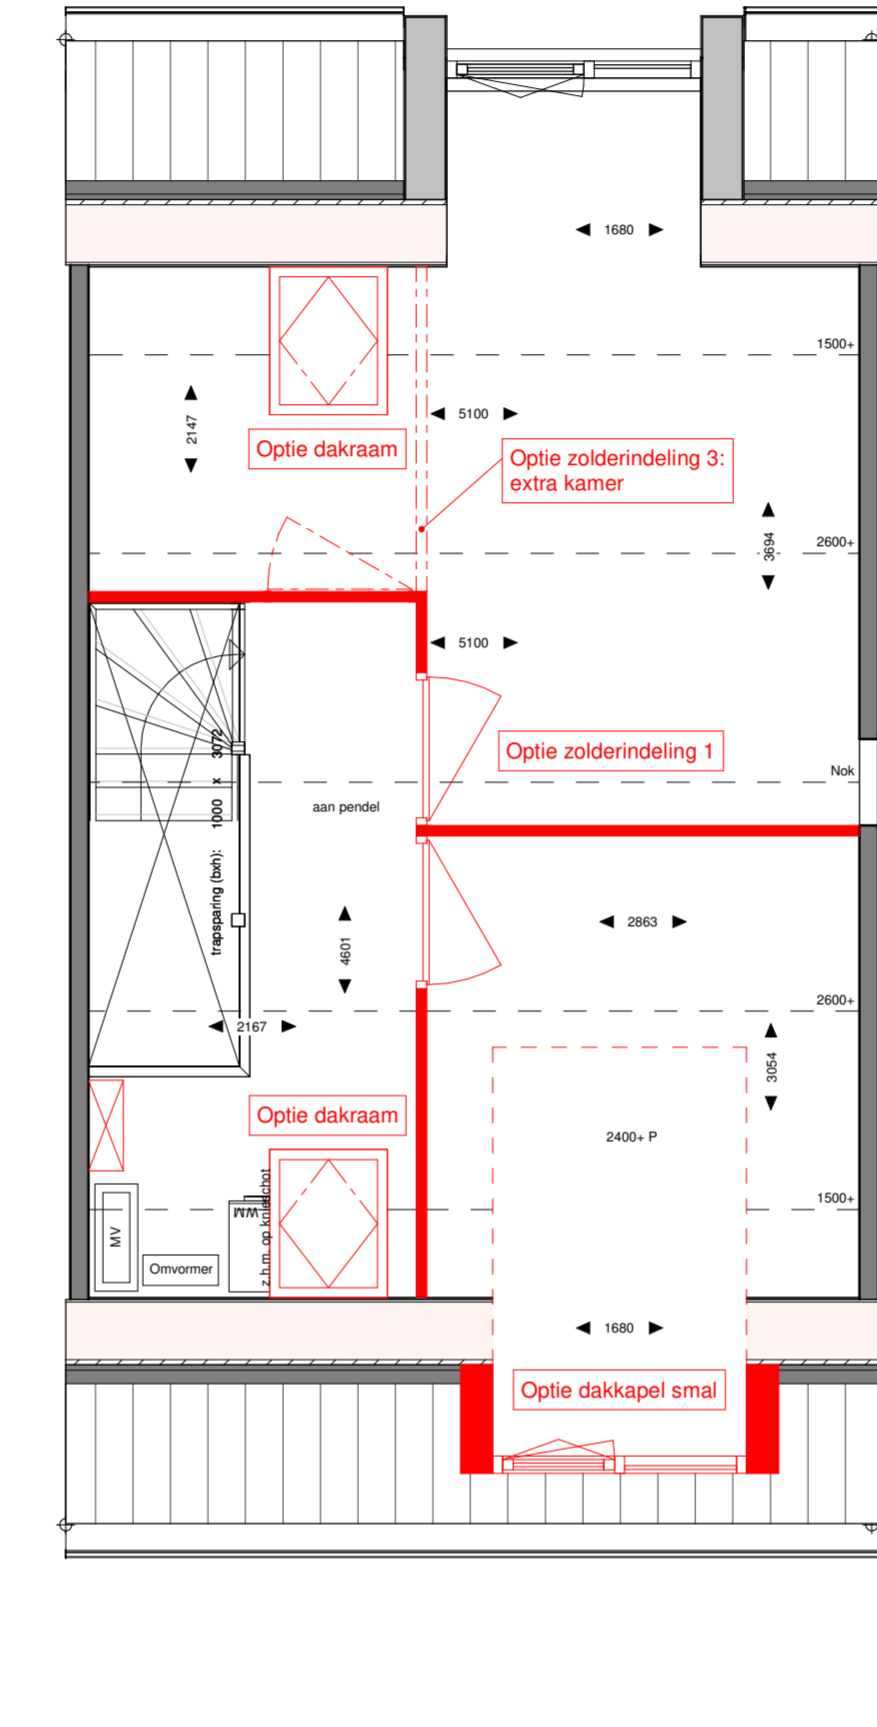 1680
1500+
2147
5100
Optie dakraam
Optie zolderindeling 3:
extra kamer
3694
2600+
5100
trapsparing (bxh): 1000 x 3072
Optie zolderindeling 1
Nok
aan pendel
4601
2863
2167
2600+
3054
Optie dakraam
2400+ P
MV
Omvormer
WM
z.h.m. op knieschot
1500+
1680
Optie dakkapel smal